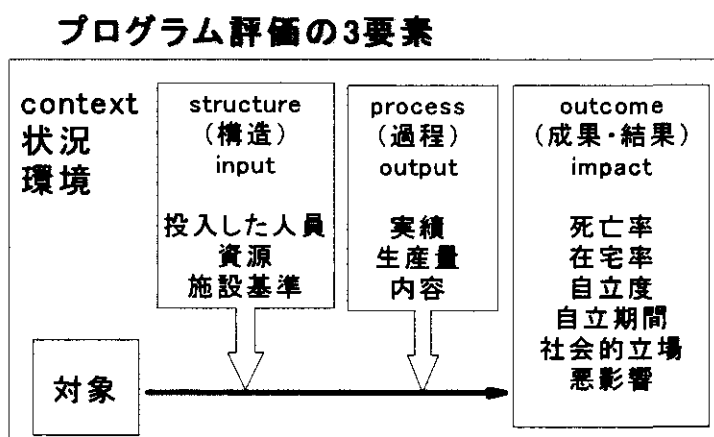 プログラム評価の3要素
context
状況
環境
structure
(構造)
input
投入した人員
資源
施設基準
process
(過程)
output
実績
生産量
内容
outcome
(成果・結果)
impact
死亡率
在宅率
自立度
自立期間
社会的立場
悪影響
対象